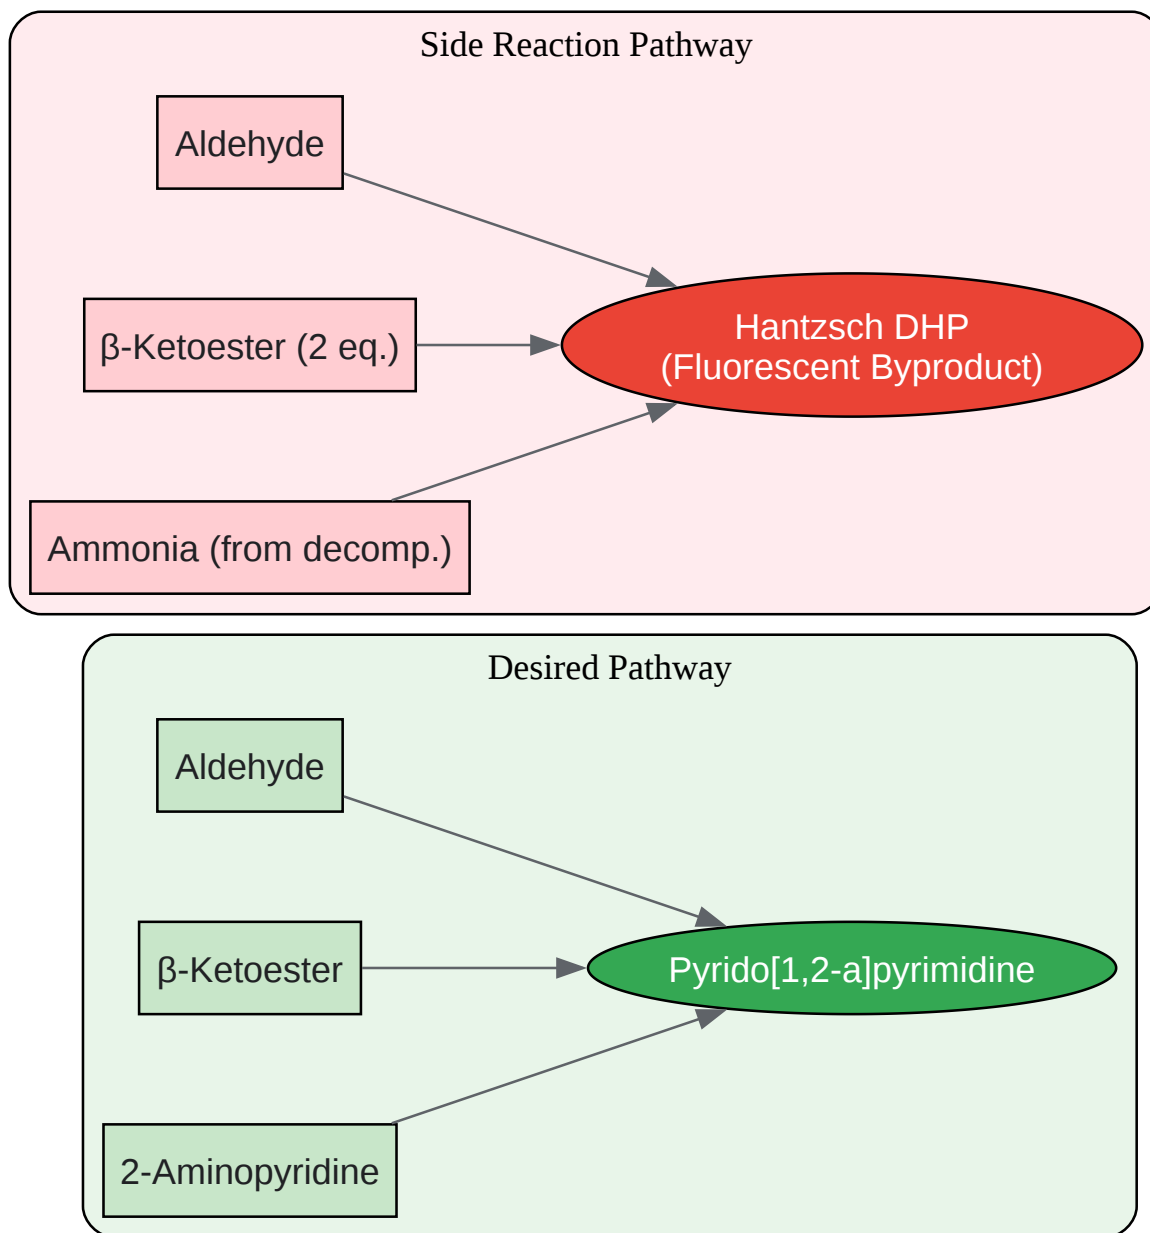 Side Reaction Pathway
Aldehyde
β-Ketoester (2 eq.)
Ammonia (from decomp.)
Hantzsch DHP
(Fluorescent Byproduct)
Desired Pathway
Aldehyde
β-Ketoester
2-Aminopyridine
Pyrido[1,2-a]pyrimidine